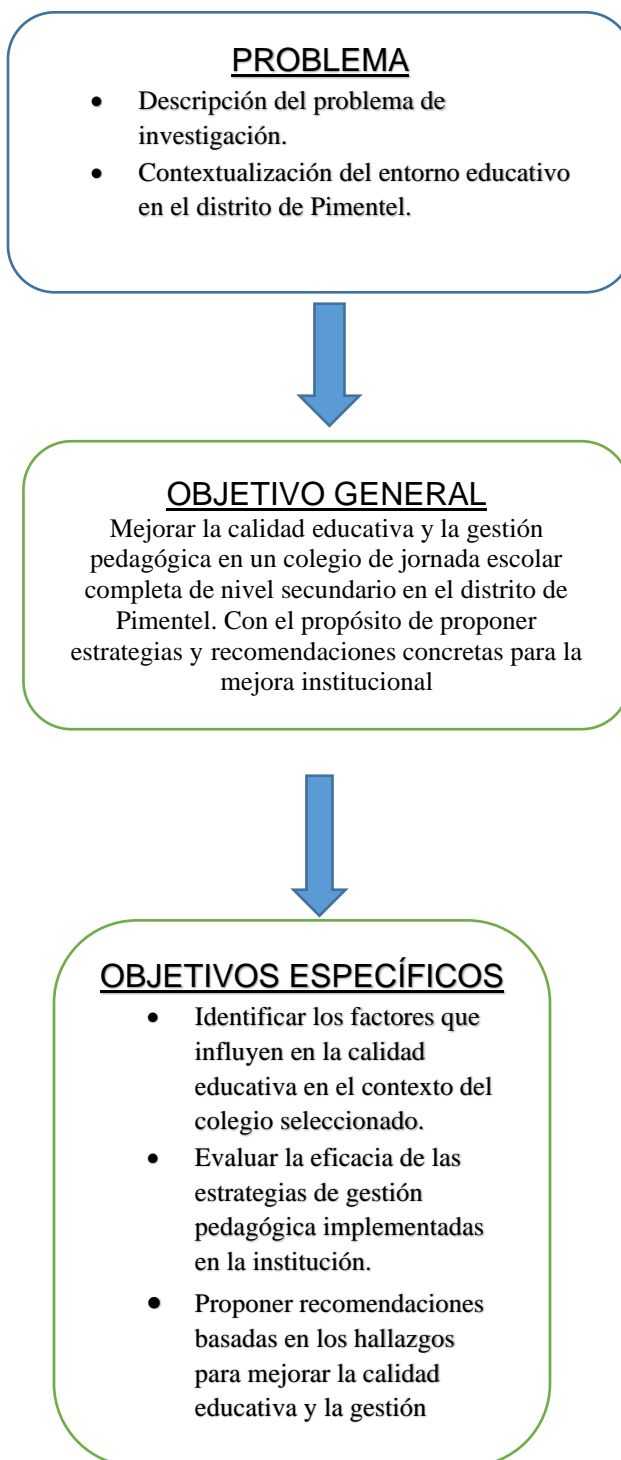 PROBLEMA
• Descripción del problema de
investigación.
• Contextualización del entorno educativo
en el distrito de Pimentel.
OBJETIVO GENERAL
Mejorar la calidad educativa y la gestión
pedagógica en un colegio de jornada escolar
completa de nivel secundario en el distrito de
Pimentel. Con el propósito de proponer
estrategias y recomendaciones concretas para la
mejora institucional
OBJETIVOS ESPECÍFICOS
• Identificar los factores que
influyen en la calidad
educativa en el contexto del
colegio seleccionado.
• Evaluar la eficacia de las
estrategias de gestión
pedagógica implementadas
en la institución.
• Proponer recomendaciones
basadas en los hallazgos
para mejorar la calidad
educativa y la gestión